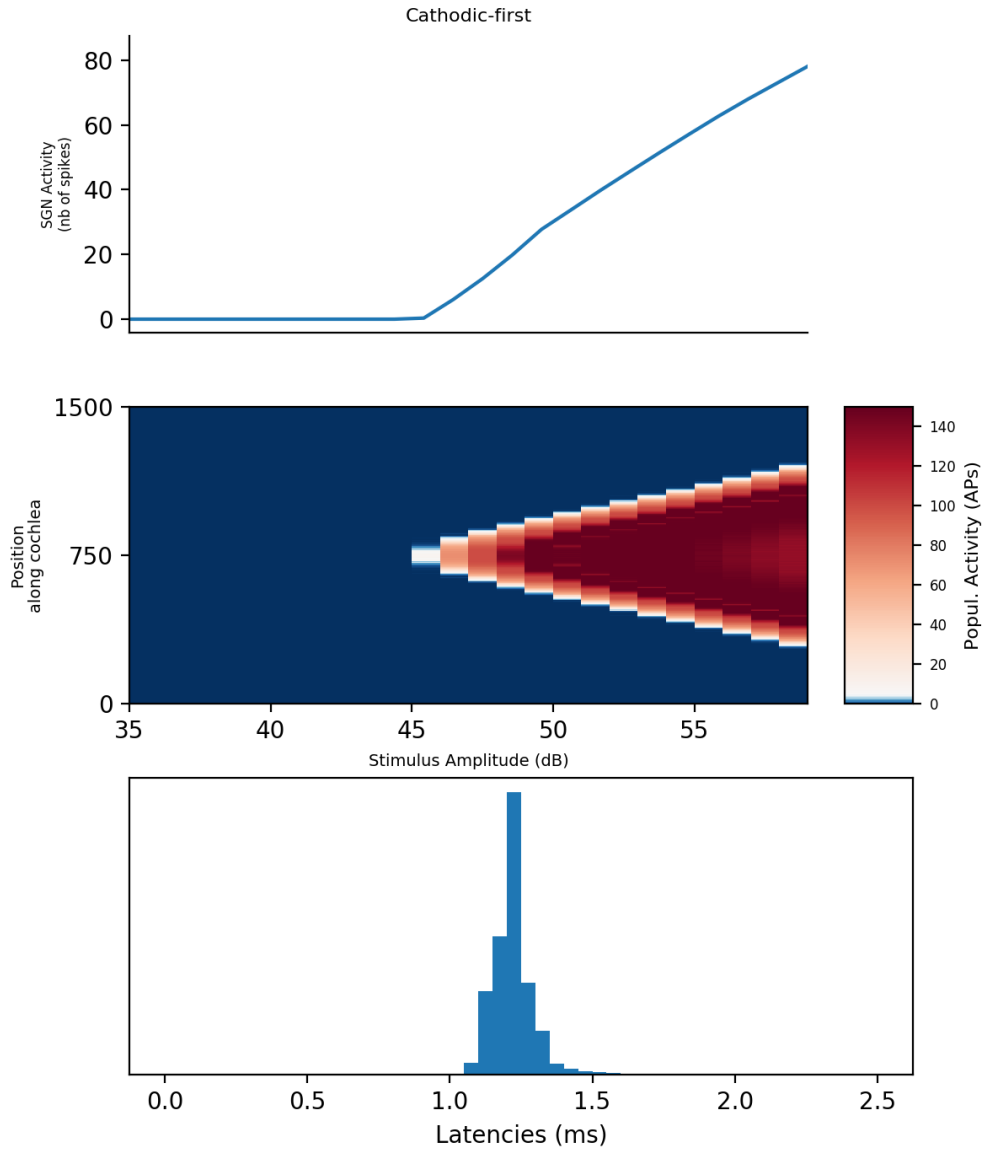 Cathodic-first
80
60
40
20
0
SGN Activity
(nb of spikes)
1500
750
0
Position
along cochlea
35 40 45 50 55
Stimulus Amplitude (dB)
140
120
100
80
60
40
20
0
Popul. Activity (APs)
0.0 0.5 1.0 1.5 2.0 2.5
Latencies (ms)